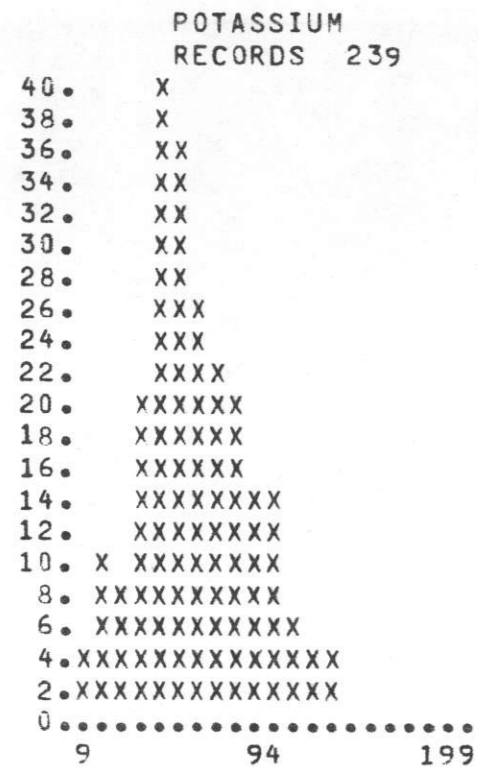 POTASSIUM
RECORDS 239
40. X
38. X
36. XX
34. XX
32. XX
30. XX
28. XX
26. XXX
24. XXX
22. XXXX
20. XXXXXX
18. XXXXXX
16. XXXXXX
14. XXXXXXXX
12. XXXXXXXX
10. X XXXXXXXX
8. XXXXXXXXXX
6. XXXXXXXXXXX
4.XXXXXXXXXXXXXX
2.XXXXXXXXXXXXXX
0......................
9 94 199